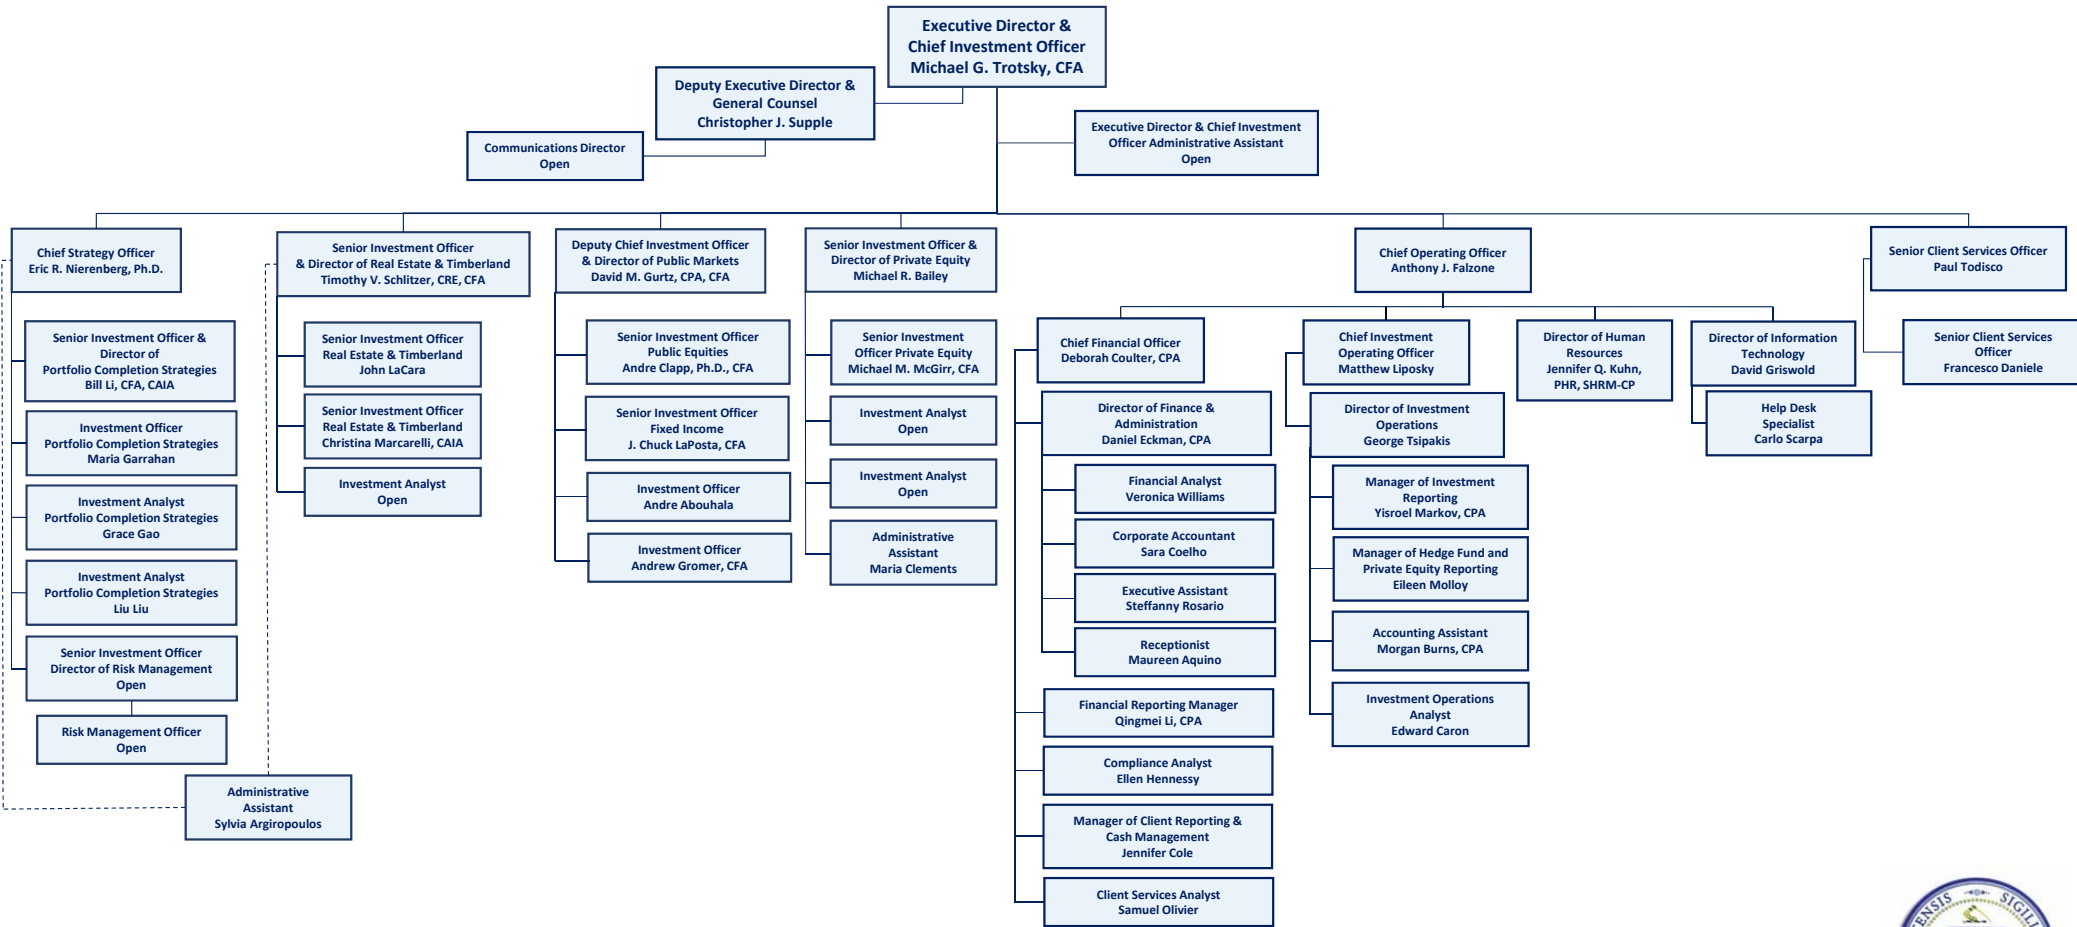 Executive Director &
Chief Investment Officer
Michael G. Trotsky, CFA
Deputy Executive Director &
General Counsel
Christopher J. Supple
Communications Director
Open
Executive Director & Chief Investment
Officer Administrative Assistant
Open
Chief Strategy Officer
Eric R. Nierenberg, Ph.D.
Senior Investment Officer &
Director of
Portfolio Completion Strategies
Bill Li, CFA, CAIA
Investment Officer
Portfolio Completion Strategies
Maria Garrahan
Investment Analyst
Portfolio Completion Strategies
Grace Gao
Investment Analyst
Portfolio Completion Strategies
Liu Liu
Senior Investment Officer
Director of Risk Management
Open
Risk Management Officer
Open
Administrative
Assistant
Sylvia Argiropoulos
Senior Investment Officer
& Director of Real Estate & Timberland
Timothy V. Schlitzer, CRE, CFA
Senior Investment Officer
Real Estate & Timberland
John LaCara
Senior Investment Officer
Real Estate & Timberland
Christina Marcarelli, CAIA
Investment Analyst
Open
Deputy Chief Investment Officer
& Director of Public Markets
David M. Gurtz, CPA, CFA
Senior Investment Officer
Public Equities
Andre Clapp, Ph.D., CFA
Senior Investment Officer
Fixed Income
J. Chuck LaPosta, CFA
Investment Officer
Andre Abouhala
Investment Officer
Andrew Gromer, CFA
Senior Investment Officer &
Director of Private Equity
Michael R. Bailey
Senior Investment
Officer Private Equity
Michael M. McGirr, CFA
Investment Analyst
Open
Investment Analyst
Open
Administrative
Assistant
Maria Clements
Chief Operating Officer
Anthony J. Falzone
Chief Financial Officer
Deborah Coulter, CPA
Director of Finance &
Administration
Daniel Eckman, CPA
Financial Analyst
Veronica Williams
Corporate Accountant
Sara Coelho
Executive Assistant
Steffanny Rosario
Receptionist
Maureen Aquino
Financial Reporting Manager
Qingmei Li, CPA
Compliance Analyst
Ellen Hennessy
Manager of Client Reporting &
Cash Management
Jennifer Cole
Client Services Analyst
Samuel Olivier
Chief Investment
Operating Officer
Matthew Liposky
Director of Investment
Operations
George Tsipakis
Manager of Investment
Reporting
Yisroel Markov, CPA
Manager of Hedge Fund and
Private Equity Reporting
Eileen Molloy
Accounting Assistant
Morgan Burns, CPA
Investment Operations
Analyst
Edward Caron
Director of Human
Resources
Jennifer Q. Kuhn,
PHR, SHRM-CP
Director of Information
Technology
David Griswold
Help Desk
Specialist
Carlo Scarpa
Senior Client Services Officer
Paul Todisco
Senior Client Services
Officer
Francesco Daniele